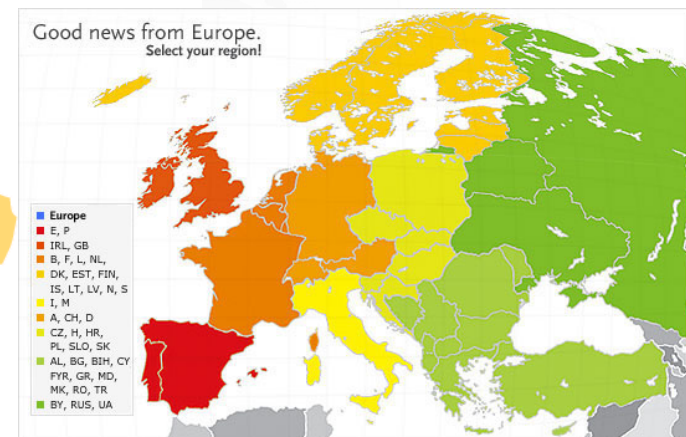 Good news from Europe.
Select your region!
Europe
E, P
IRL, GB
B, F, L, NL,
DK, EST, FIN,
IS, LT, LV, N, S
I, M
A, CH, D
CZ, H, HR,
PL, SLO, SK
AL, BG, BIH, CY
FYR, GR, MD,
MK, RO, TR
BY, RUS, UA